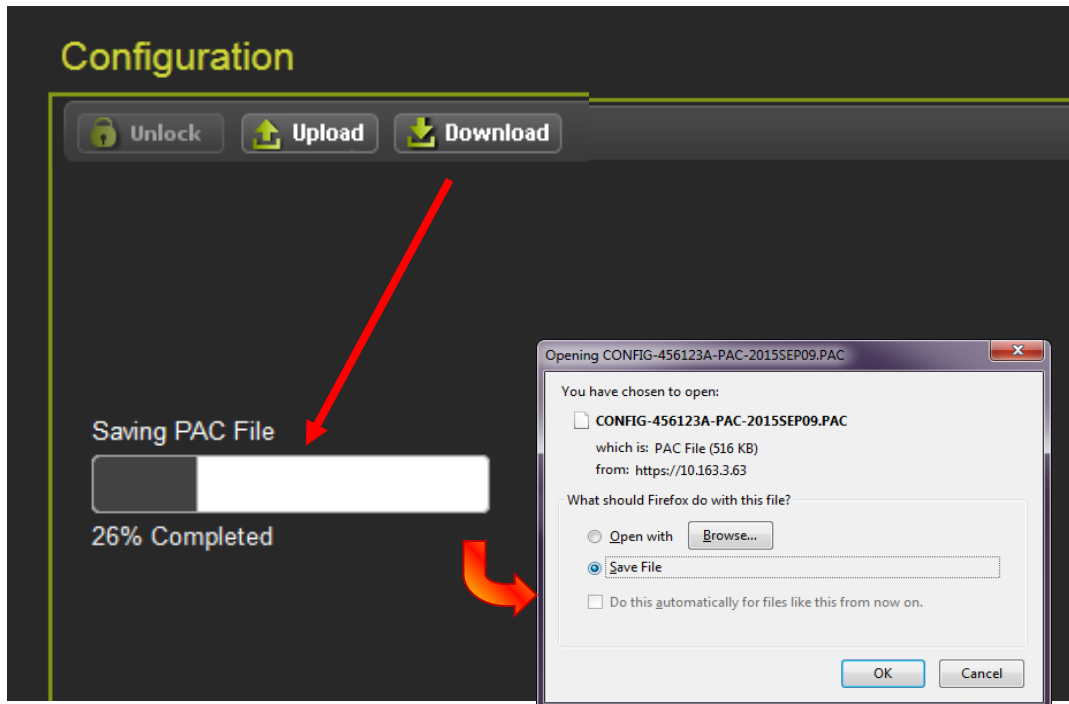 Configuration
Unlock Upload Download
Saving PAC File
26% Completed
Opening CONFIG-456123A-PAC-2015SEP09.PAC
You have chosen to open:
CONFIG-456123A-PAC-2015SEP09.PAC
which is: PAC File (516 KB)
from: https://10.163.3.63
What should Firefox do with this file?
Open with Browse...
Save File
Do this automatically for files like this from now on.
OK Cancel